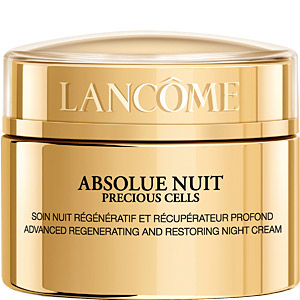 LANCÔME
ABSOLUE NUIT
PRECIOUS CELLS
SOIN NUIT RÉGÉNÉRATIF ET RÉCUPÉRATEUR PROFOND
ADVANCED REGENERATING AND RESTORING NIGHT CREAM